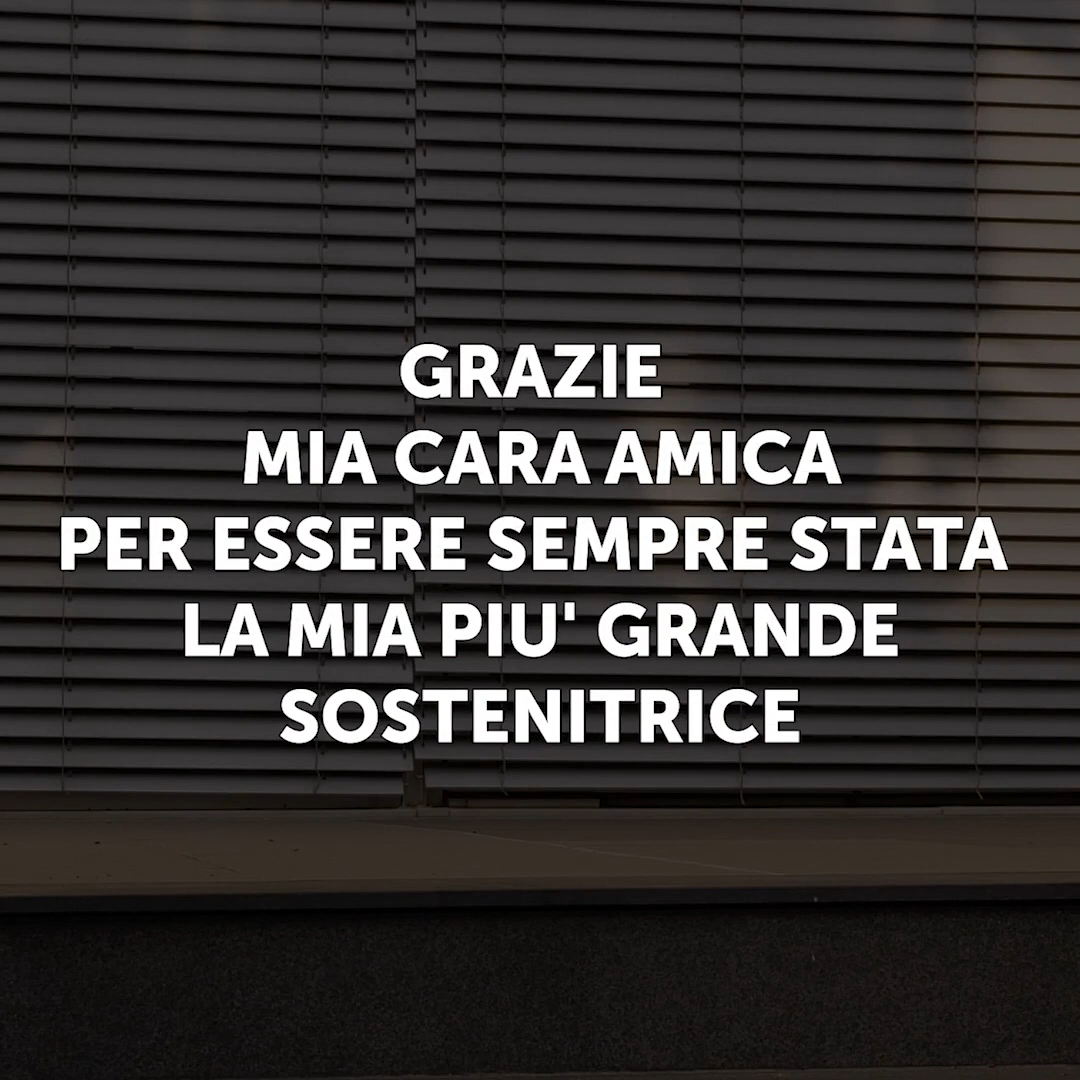 GRAZIE
MIA CARA AMICA
PER ESSERE SEMPRE STATA
LA MIA PIU' GRANDE
SOSTENITRICE